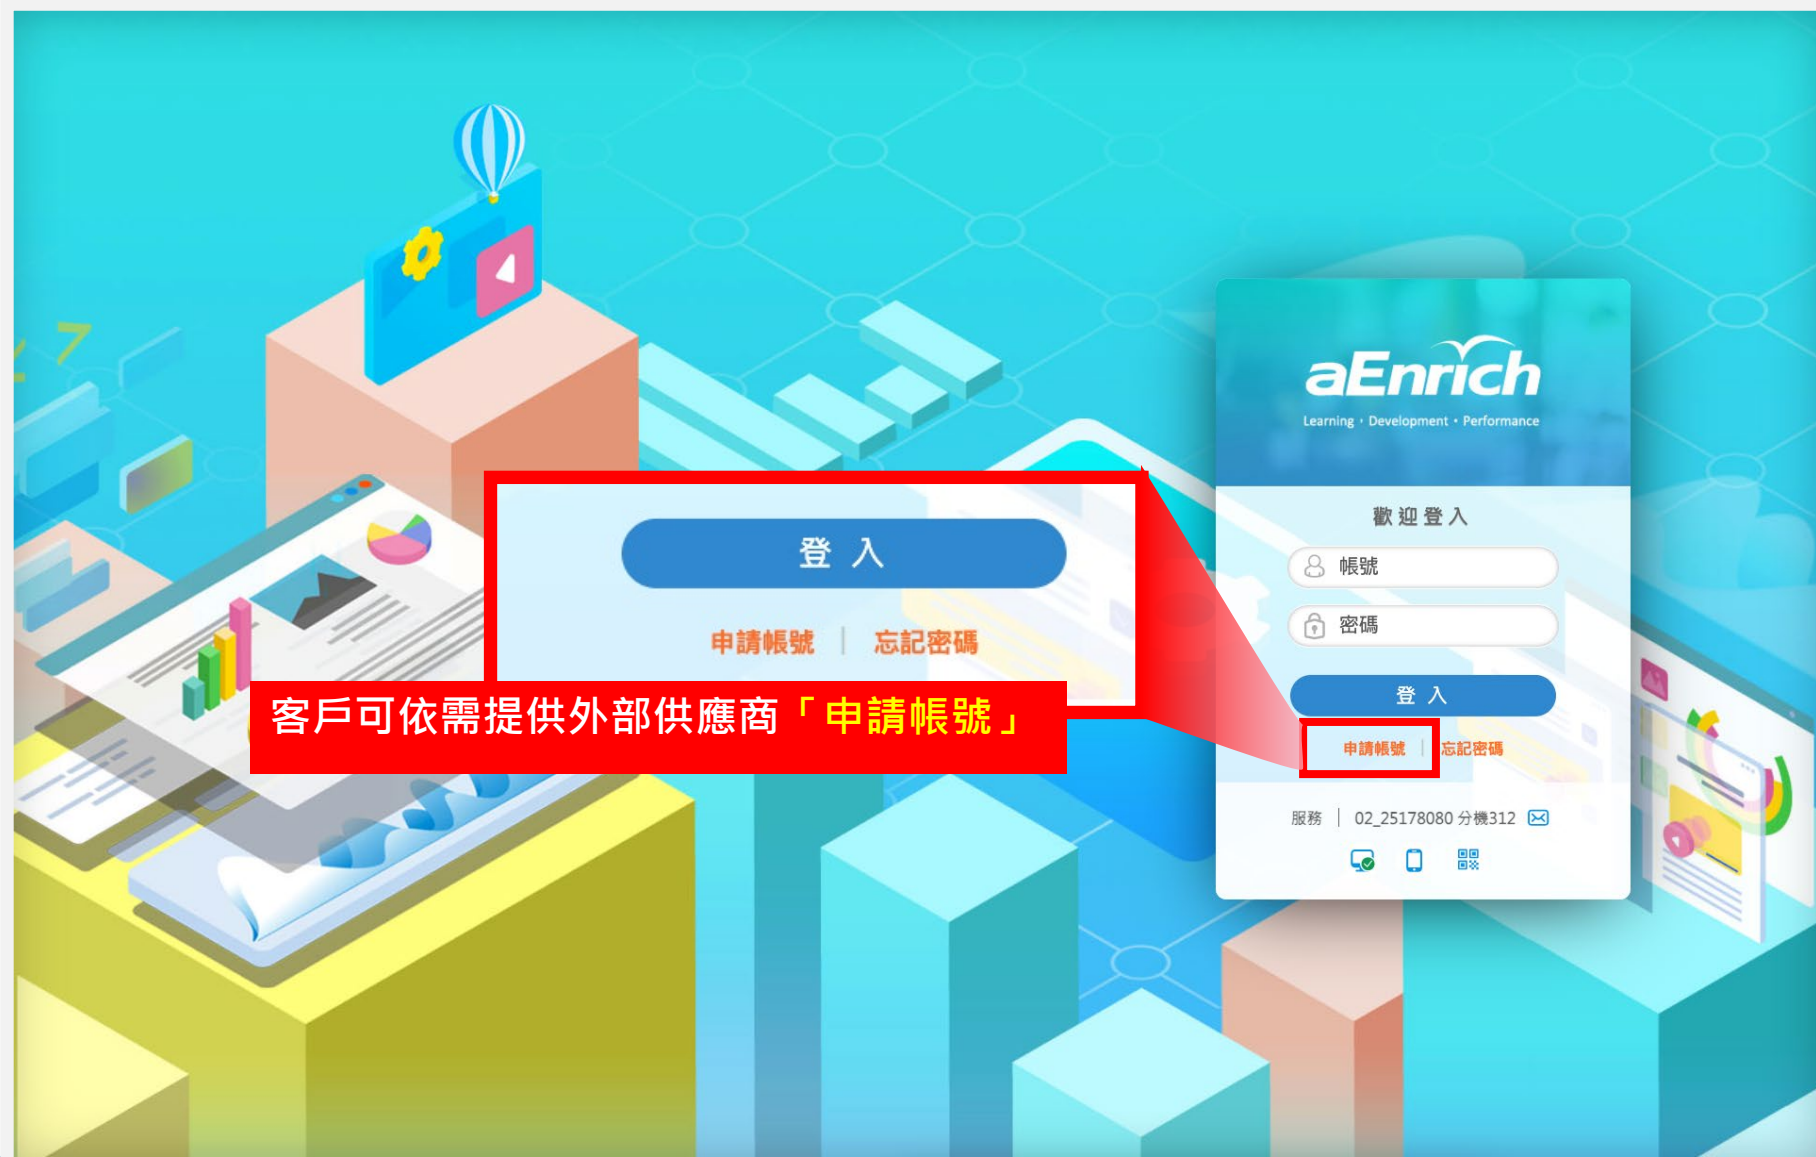 aEnrich
Learning・Development・Performance
歡迎登入
帳號
密碼
登入
申請帳號｜忘記密碼
服務｜02_25178080 分機312
登入
申請帳號｜忘記密碼
客戶可依需提供外部供應商「申請帳號」
7